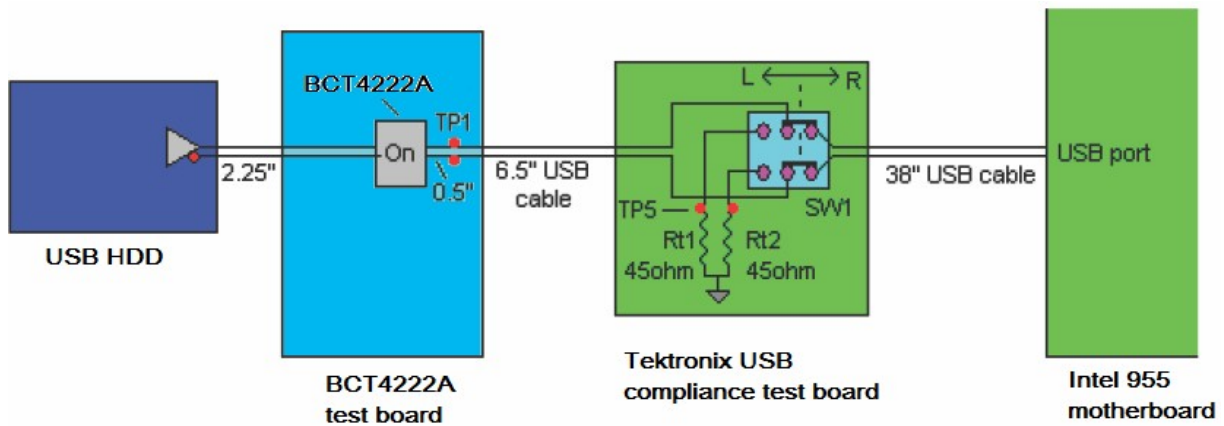 BCT4222A
On
TP1
2.25"
0.5"
6.5" USB
cable
L
R
SW1
TP5
Rt1
Rt2
45ohm
45ohm
38" USB cable
USB port
USB HDD
BCT4222A
test board
Tektronix USB
compliance test board
Intel 955
motherboard